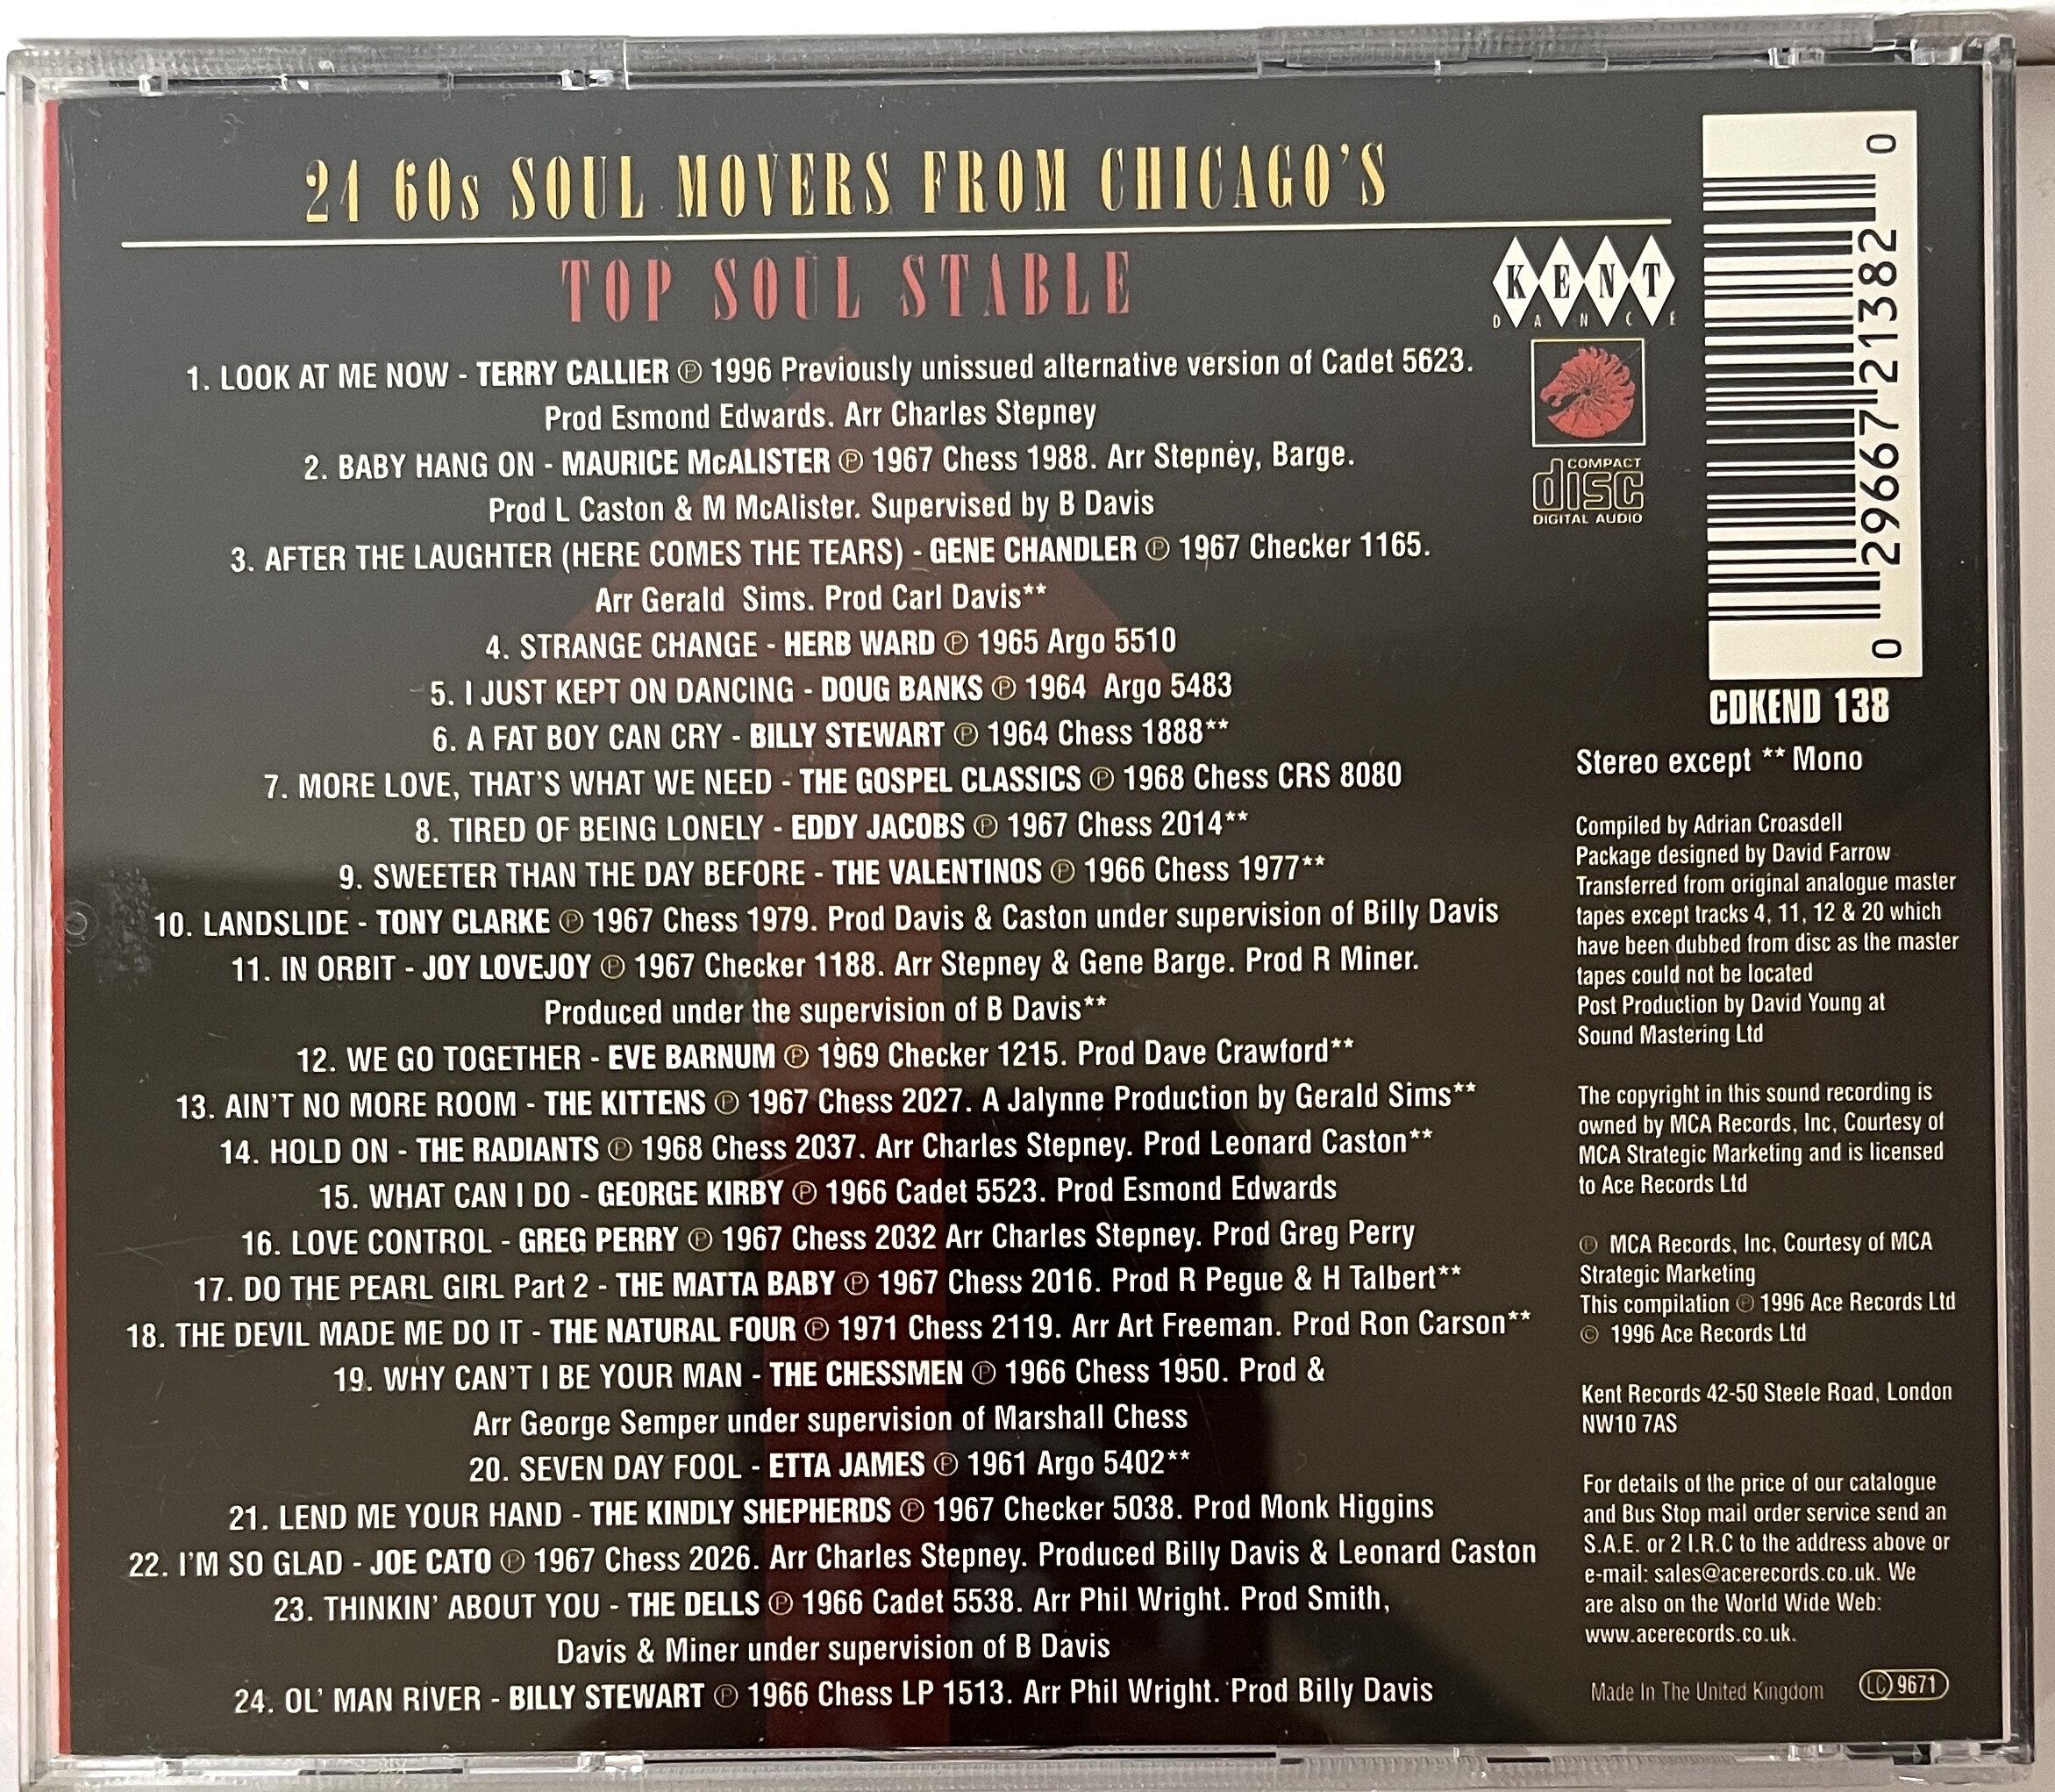 24 60s SOUL MOVERS FROM CHICAGO'S
TOP SOUL STABLE
KENT
DANCE
COMPACT
disc
DIGITAL AUDIO
1. LOOK AT ME NOW - TERRY CALLIER ℗ 1996 Previously unissued alternative version of Cadet 5623.
Prod Esmond Edwards. Arr Charles Stepney
2. BABY HANG ON - MAURICE McALISTER ℗ 1967 Chess 1988. Arr Stepney, Barge.
Prod L Caston & M McAlister. Supervised by B Davis
3. AFTER THE LAUGHTER (HERE COMES THE TEARS) - GENE CHANDLER ℗ 1967 Checker 1165.
Arr Gerald Sims. Prod Carl Davis**
4. STRANGE CHANGE - HERB WARD ℗ 1965 Argo 5510
5. I JUST KEPT ON DANCING - DOUG BANKS ℗ 1964 Argo 5483
6. A FAT BOY CAN CRY - BILLY STEWART ℗ 1964 Chess 1888**
7. MORE LOVE, THAT'S WHAT WE NEED - THE GOSPEL CLASSICS ℗ 1968 Chess CRS 8080
8. TIRED OF BEING LONELY - EDDY JACOBS ℗ 1967 Chess 2014**
9. SWEETER THAN THE DAY BEFORE - THE VALENTINOS ℗ 1966 Chess 1977**
10. LANDSLIDE - TONY CLARKE ℗ 1967 Chess 1979. Prod Davis & Caston under supervision of Billy Davis
11. IN ORBIT - JOY LOVEJOY ℗ 1967 Checker 1188. Arr Stepney & Gene Barge. Prod R Miner.
Produced under the supervision of B Davis**
12. WE GO TOGETHER - EVE BARNUM ℗ 1969 Checker 1215. Prod Dave Crawford**
13. AIN'T NO MORE ROOM - THE KITTENS ℗ 1967 Chess 2027. A Jalynne Production by Gerald Sims**
14. HOLD ON - THE RADIANTS ℗ 1968 Chess 2037. Arr Charles Stepney. Prod Leonard Caston**
15. WHAT CAN I DO - GEORGE KIRBY ℗ 1966 Cadet 5523. Prod Esmond Edwards
16. LOVE CONTROL - GREG PERRY ℗ 1967 Chess 2032 Arr Charles Stepney. Prod Greg Perry
17. DO THE PEARL GIRL Part 2 - THE MATTA BABY ℗ 1967 Chess 2016. Prod R Pegue & H Talbert**
18. THE DEVIL MADE ME DO IT - THE NATURAL FOUR ℗ 1971 Chess 2119. Arr Art Freeman. Prod Ron Carson**
19. WHY CAN'T I BE YOUR MAN - THE CHESSMEN ℗ 1966 Chess 1950. Prod &
Arr George Semper under supervision of Marshall Chess
20. SEVEN DAY FOOL - ETTA JAMES ℗ 1961 Argo 5402**
21. LEND ME YOUR HAND - THE KINDLY SHEPHERDS ℗ 1967 Checker 5038. Prod Monk Higgins
22. I'M SO GLAD - JOE CATO ℗ 1967 Chess 2026. Arr Charles Stepney. Produced Billy Davis & Leonard Caston
23. THINKIN' ABOUT YOU - THE DELLS ℗ 1966 Cadet 5538. Arr Phil Wright. Prod Smith,
Davis & Miner under supervision of B Davis
24. OL' MAN RIVER - BILLY STEWART ℗ 1966 Chess LP 1513. Arr Phil Wright. Prod Billy Davis
0 29667 21382 0
CDKEND 138
Stereo except ** Mono
Compiled by Adrian Croasdell
Package designed by David Farrow
Transferred from original analogue master
tapes except tracks 4, 11, 12 & 20 which
have been dubbed from disc as the master
tapes could not be located
Post Production by David Young at
Sound Mastering Ltd
The copyright in this sound recording is
owned by MCA Records, Inc, Courtesy of
MCA Strategic Marketing and is licensed
to Ace Records Ltd
℗ MCA Records, Inc, Courtesy of MCA
Strategic Marketing
This compilation ℗ 1996 Ace Records Ltd
© 1996 Ace Records Ltd
Kent Records 42-50 Steele Road, London
NW10 7AS
For details of the price of our catalogue
and Bus Stop mail order service send an
S.A.E. or 2 I.R.C to the address above or
e-mail: sales@acerecords.co.uk. We
are also on the World Wide Web:
www.acerecords.co.uk.
Made In The United Kingdom
LC 9671